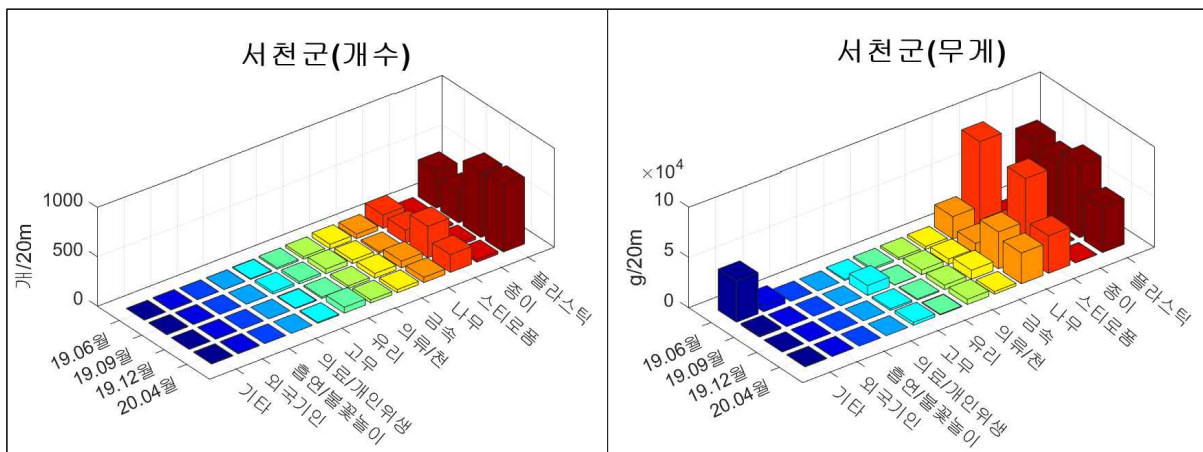 서천군(개수)
개/20m
1000
500
0
19.06월
19.09월
19.12월
20.04월
기타
외국기인
흡연/불꽃놀이
의료/개인위생
고무
유리
의류/천
금속
나무
스티로폼
종이
플라스틱
서천군(무게)
×10⁴
g/20m
10
5
0
19.06월
19.09월
19.12월
20.04월
기타
외국기인
흡연/불꽃놀이
의료/개인위생
고무
유리
의류/천
금속
나무
스티로폼
종이
플라스틱